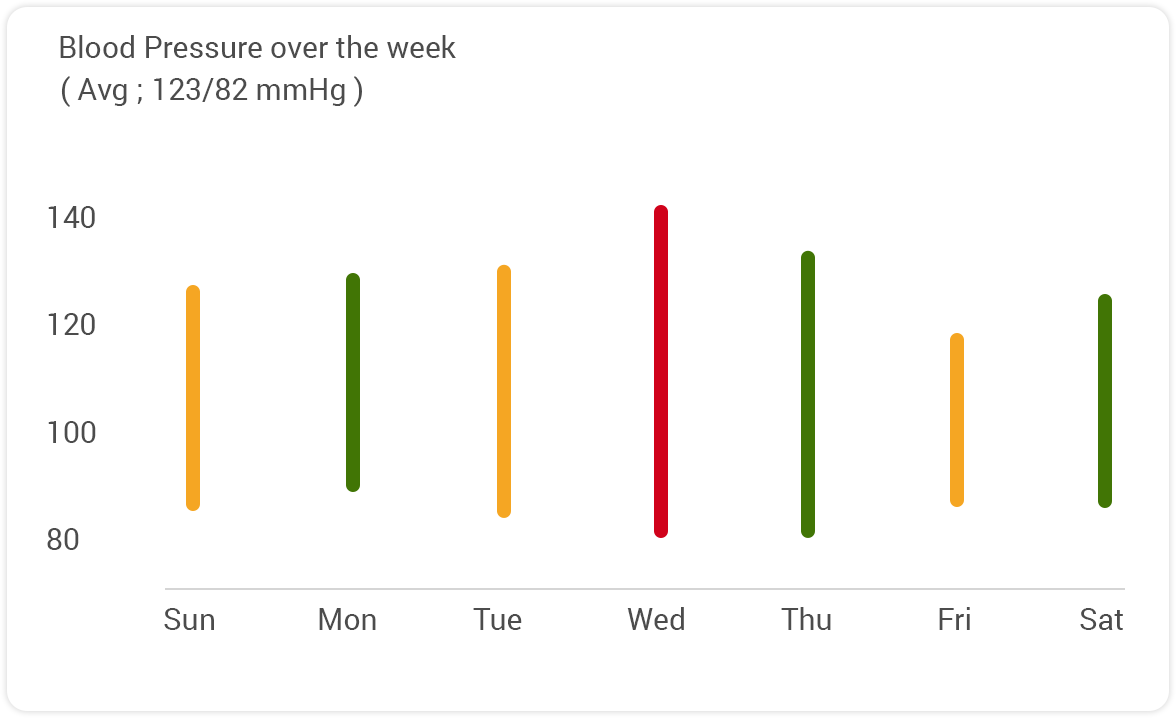 Blood Pressure over the week
( Avg ; 123/82 mmHg )
140
120
100
80
Sun Mon Tue Wed Thu Fri Sat